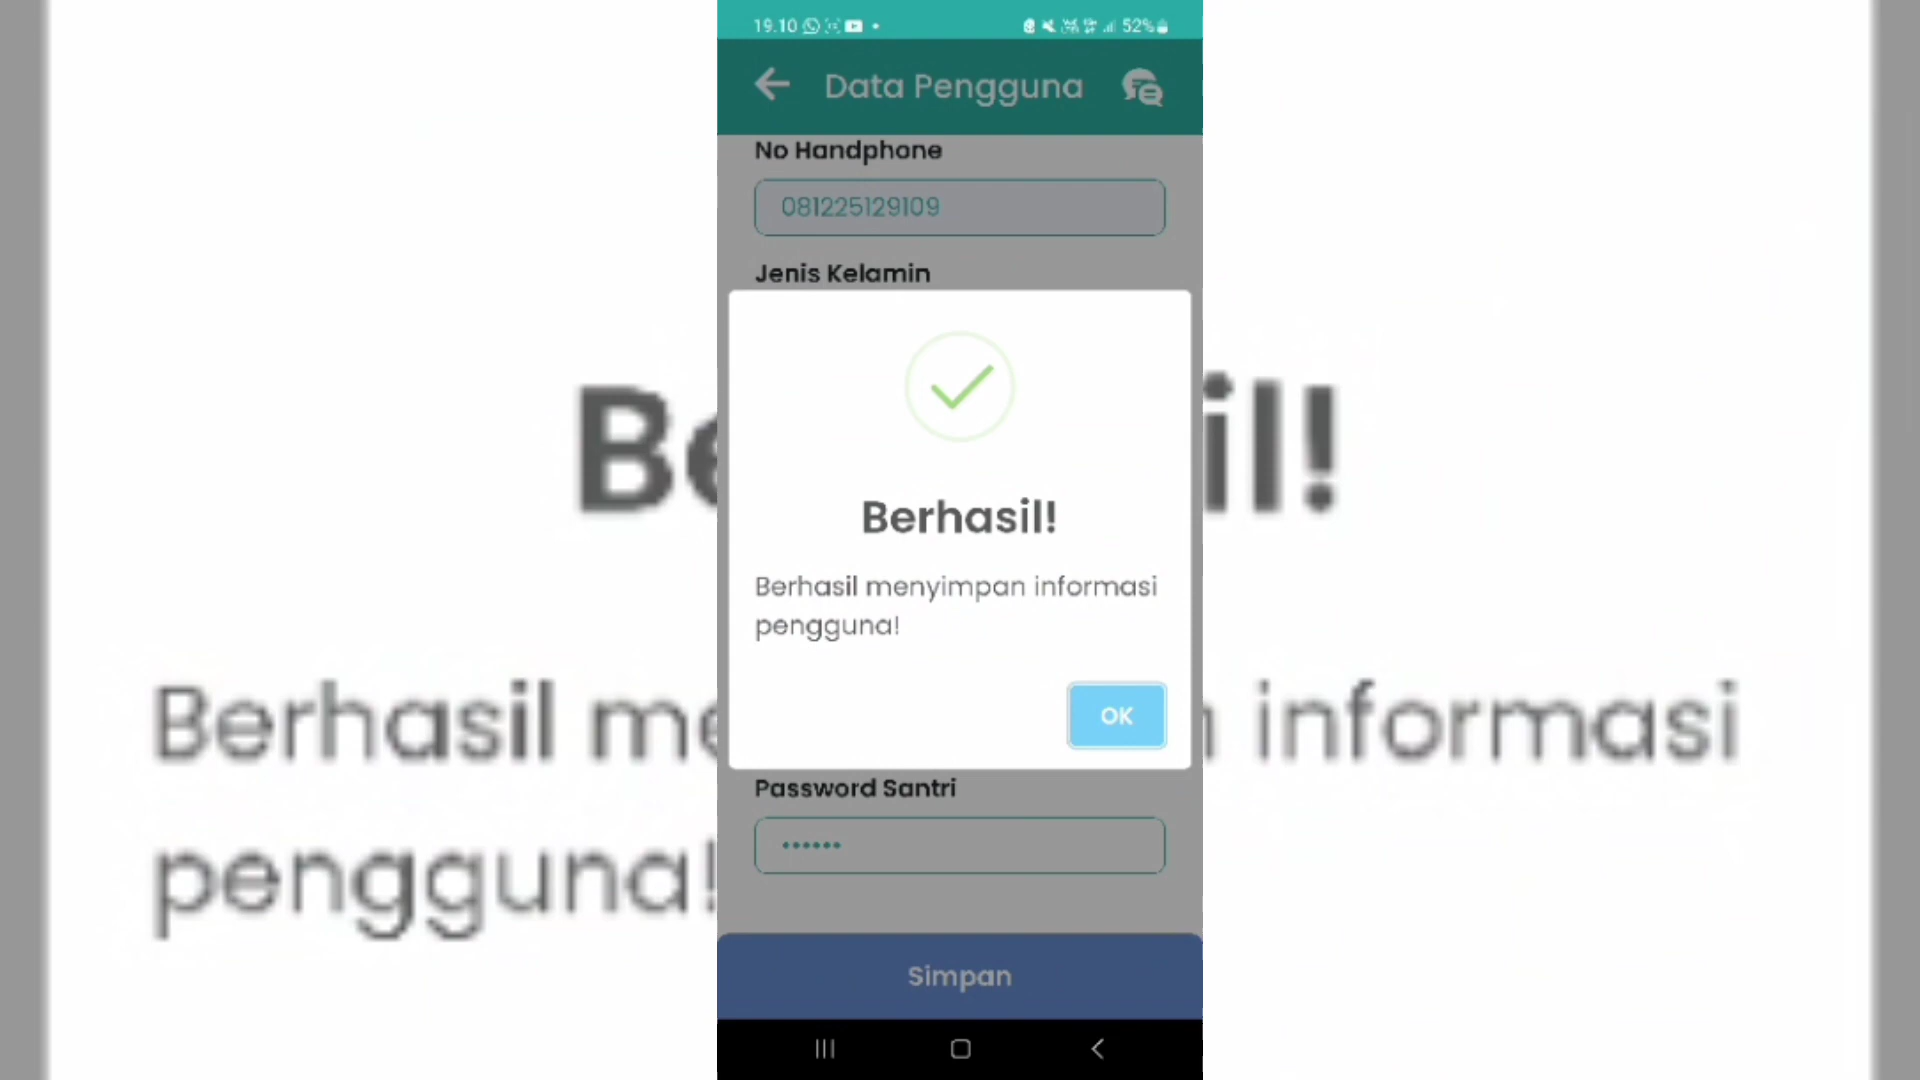 19.10
52%
Data Pengguna
No Handphone
081225129109
Jenis Kelamin
Berhasil!
Berhasil menyimpan informasi
pengguna!
OK
Password Santri
••••••
Simpan